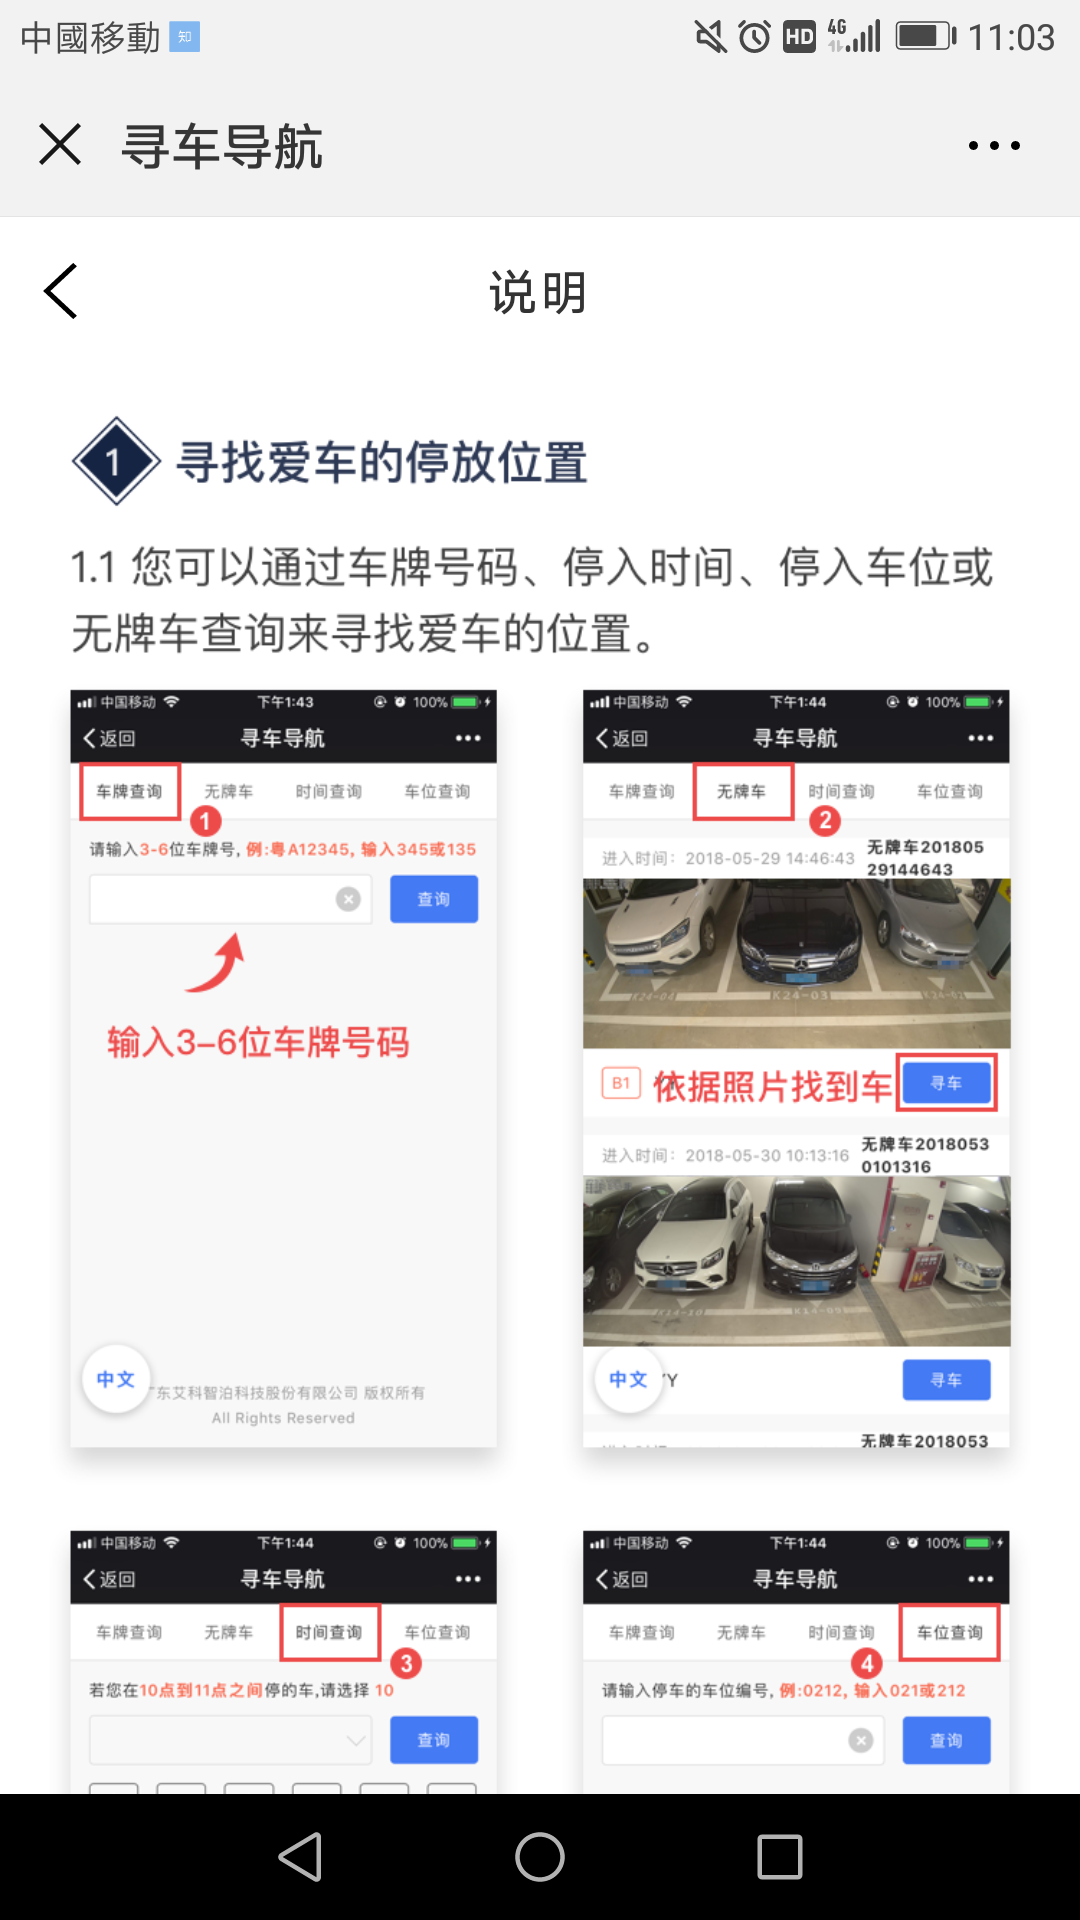 中國移動 知 HD 4G 11:03
寻车导航
说明
1 寻找爱车的停放位置
1.1 您可以通过车牌号码、停入时间、停入车位或
无牌车查询来寻找爱车的位置。
中国移动 下午1:43 100%
返回 寻车导航
车牌查询 无牌车 时间查询 车位查询
1
请输入3-6位车牌号, 例:粤A12345, 输入345或135
查询
输入3-6位车牌号码
中文
东艾科智泊科技股份有限公司 版权所有
All Rights Reserved
中国移动 下午1:44 100%
返回 寻车导航
车牌查询 无牌车 时间查询 车位查询
2
进入时间: 2018-05-29 14:46:43 无牌车201805
29144643
K24-04 K24-03
B1 依据照片找到车 寻车
进入时间: 2018-05-30 10:13:16 无牌车2018053
0101316
中文 Y 寻车
无牌车2018053
中国移动 下午1:44 100%
返回 寻车导航
车牌查询 无牌车 时间查询 车位查询
3
若您在10点到11点之间停的车,请选择 10
查询
中国移动 下午1:44 100%
返回 寻车导航
车牌查询 无牌车 时间查询 车位查询
4
请输入停车的车位编号, 例:0212, 输入021或212
查询